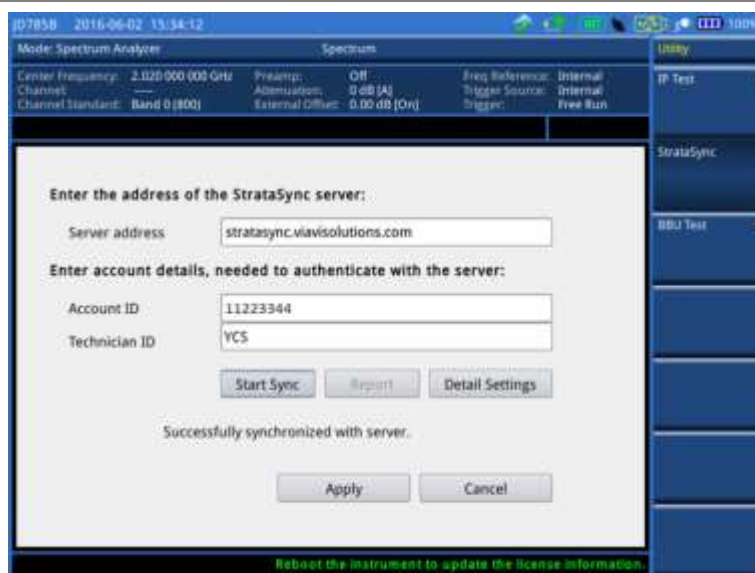 JD785B 2016-06-02 15:34:12
100%
Mode: Spectrum Analyzer Spectrum
Utility
Center Frequency: 2.020 000 000 GHz Preamp: Off Freq Reference: Internal
Channel: ---- Attenuation: 0 dB [A] Trigger Source: Internal
Channel Standard: Band 0 [800] External Offset: 0.00 dB [On] Trigger: Free Run
IP Test
StrataSync
BBU Test
Enter the address of the StrataSync server:
Server address stratasync.viavisolutions.com
Enter account details, needed to authenticate with the server:
Account ID 11223344
Technician ID YCS
Start Sync Report Detail Settings
Successfully synchronized with server.
Apply Cancel
Reboot the instrument to update the license information.